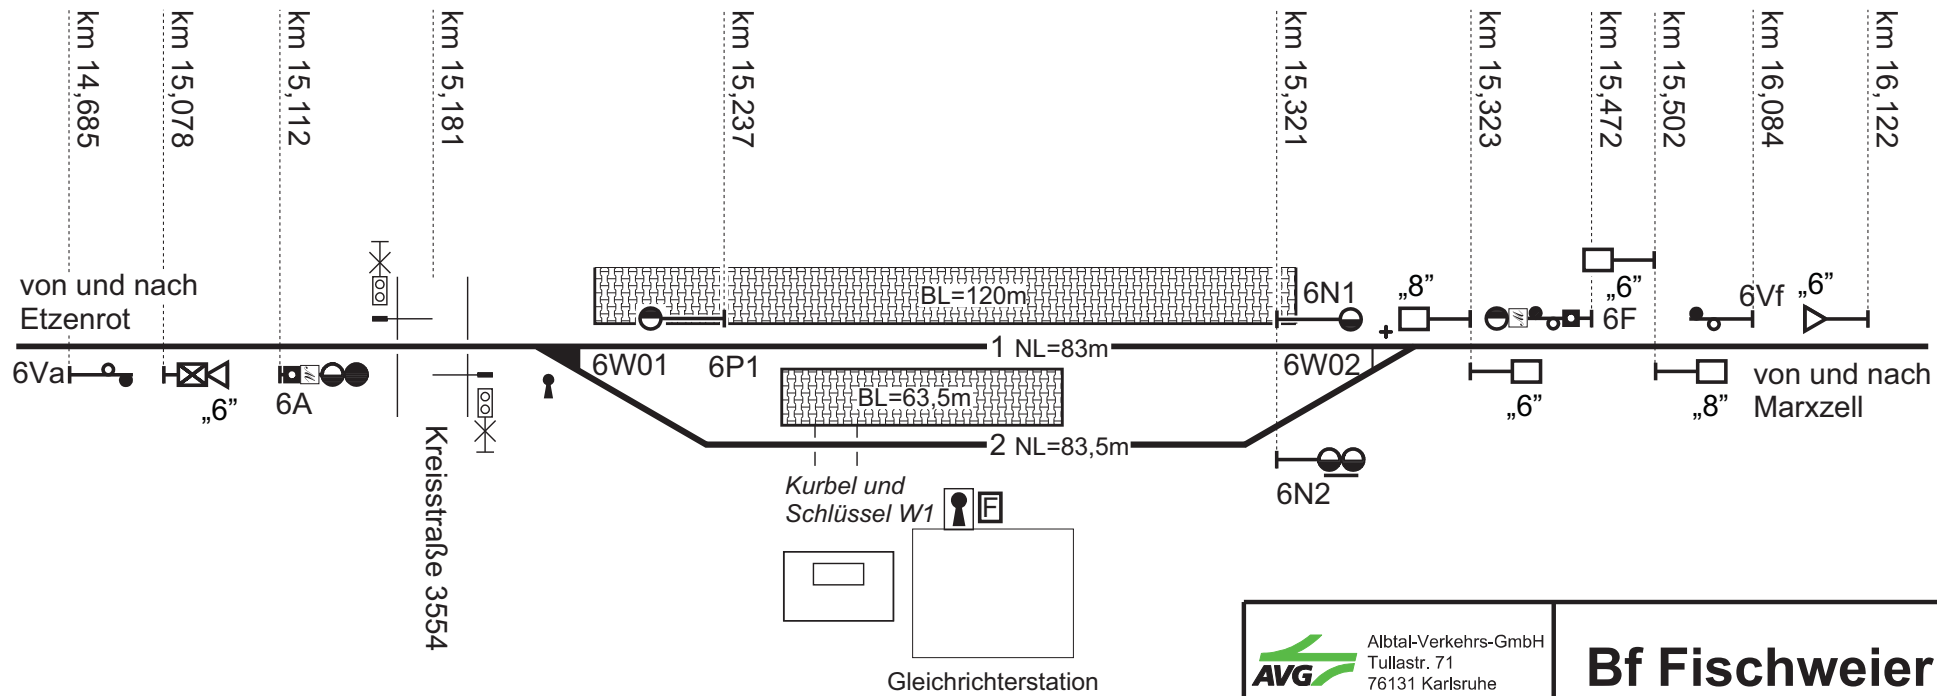 km 14,685
km 15,078
km 15,112
km 15,181
km 15,237
km 15,321
km 15,323
km 15,472
km 15,502
km 16,084
km 16,122
von und nach
Etzenrot
BL=120m
6N1
„8”
„6”
6F
6Vf
„6”
1 NL=83m
6Va
„6”
6A
6W01
6P1
6W02
„6”
„8”
von und nach
Marxzell
BL=63,5m
2 NL=83,5m
Kreisstraße 3554
Kurbel und
Schlüssel W1
F
6N2
Gleichrichterstation
AVG
Albtal-Verkehrs-GmbH
Tullastr. 71
76131 Karlsruhe
Bf Fischweier